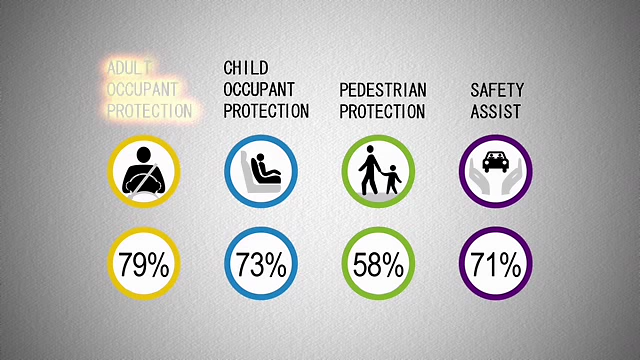 ADULT
OCCUPANT
PROTECTION
CHILD
OCCUPANT
PROTECTION
PEDESTRIAN
PROTECTION
SAFETY
ASSIST
79%
73%
58%
71%